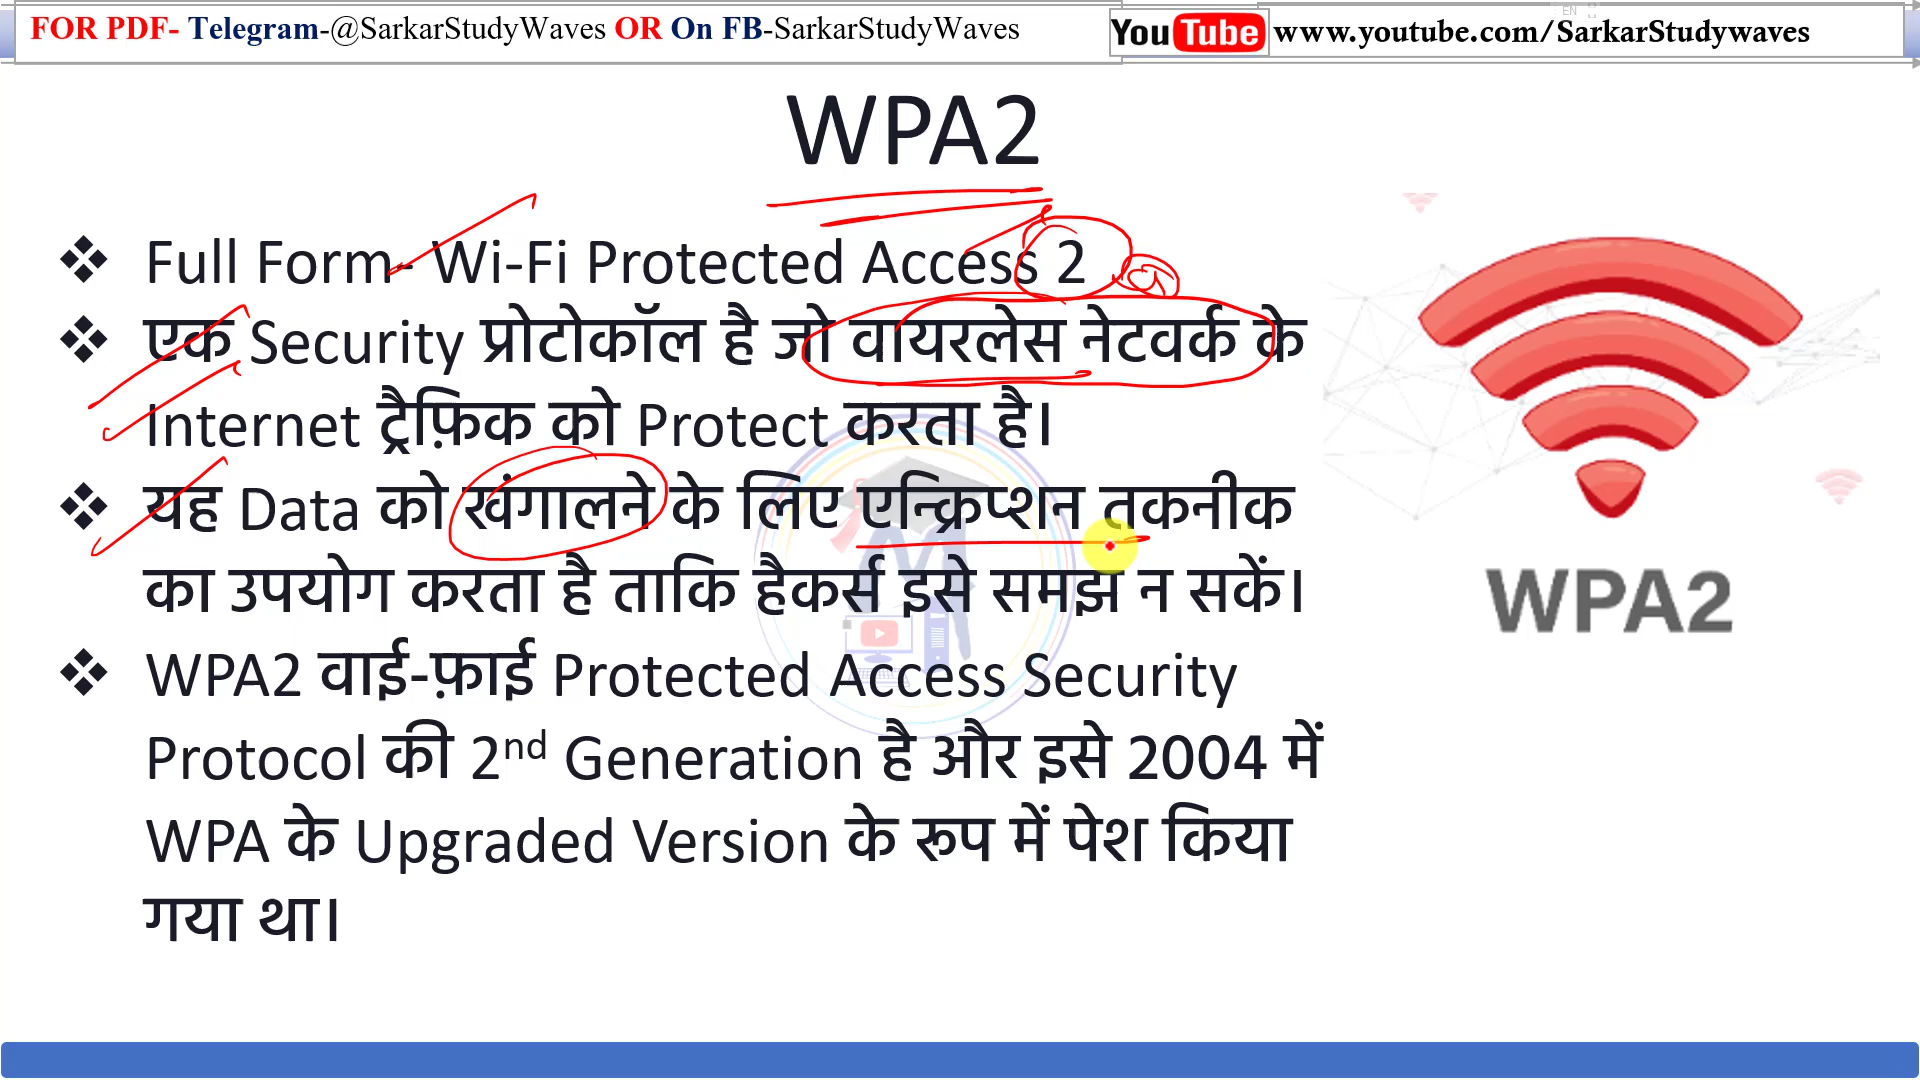 FOR PDF- Telegram-@SarkarStudyWaves OR On FB-SarkarStudyWaves
YouTube www.youtube.com/SarkarStudywaves
EN
WPA2
❖ Full Form- Wi-Fi Protected Access 2
❖ एक Security प्रोटोकॉल है जो वायरलेस नेटवर्क के
Internet ट्रैफ़िक को Protect करता है।
❖ यह Data को खंगालने के लिए एन्क्रिप्शन तकनीक
का उपयोग करता है ताकि हैकर्स इसे समझ न सकें।
❖ WPA2 वाई-फ़ाई Protected Access Security
Protocol की 2nd Generation है और इसे 2004 में
WPA के Upgraded Version के रूप में पेश किया
गया था।
WPA2